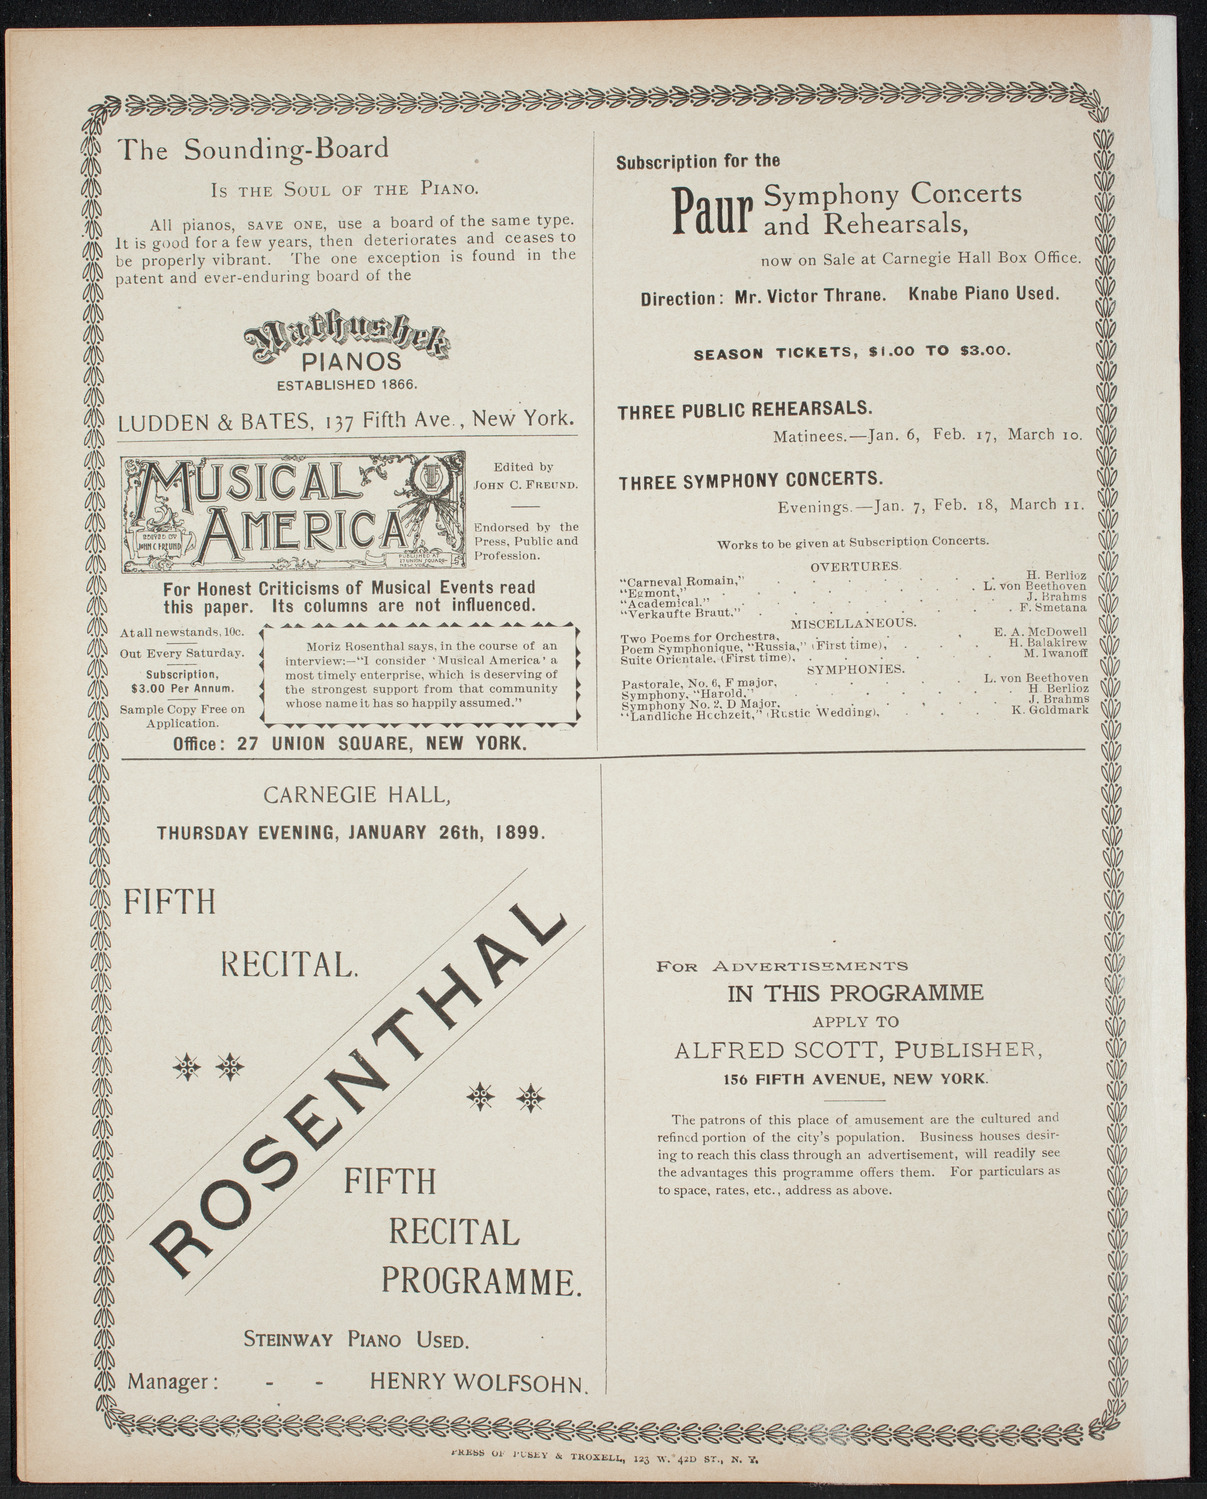 The Sounding-Board
Is the Soul of the Piano.
All pianos, save one, use a board of the same type.
It is good for a few years, then deteriorates and ceases to
be properly vibrant. The one exception is found in the
patent and ever-enduring board of the
Mathushek
PIANOS
ESTABLISHED 1866.
LUDDEN & BATES, 137 Fifth Ave., New York.
MUSICAL
AMERICA
EDITED BY
JOHN C FREUND
PUBLISHED AT
UNION SQUARE
Edited by
John C. Freund.
Endorsed by the
Press, Public and
Profession.
For Honest Criticisms of Musical Events read
this paper. Its columns are not influenced.
At all newstands, 10c.
Out Every Saturday.
Subscription,
$3.00 Per Annum.
Sample Copy Free on
Application.
Moriz Rosenthal says, in the course of an
interview:—"I consider 'Musical America' a
most timely enterprise, which is deserving of
the strongest support from that community
whose name it has so happily assumed."
Office: 27 UNION SQUARE, NEW YORK.
Subscription for the
Paur Symphony Concerts
and Rehearsals,
now on Sale at Carnegie Hall Box Office.
Direction: Mr. Victor Thrane. Knabe Piano Used.
SEASON TICKETS, $1.00 TO $3.00.
THREE PUBLIC REHEARSALS.
Matinees.—Jan. 6, Feb. 17, March 10.
THREE SYMPHONY CONCERTS.
Evenings.—Jan. 7, Feb. 18, March 11.
Works to be given at Subscription Concerts.
OVERTURES.
"Carneval Romain," . . . . . H. Berlioz
"Egmont," . . . . . L. von Beethoven
"Academical." . . . . . J. Brahms
"Verkaufte Braut." . . . . . F. Smetana
MISCELLANEOUS.
Two Poems for Orchestra, . . . . E. A. McDowell
Poem Symphonique, "Russia," (First time), . . . H. Balakirew
Suite Orientale, (First time), . . . . M. Iwanoff
SYMPHONIES.
Pastorale, No. 6, F major, . . . . L. von Beethoven
Symphony, "Harold," . . . . . H. Berlioz
Symphony No. 2, D Major, . . . . J. Brahms
"Landliche Hochzeit," (Rustic Wedding), . . . K. Goldmark
CARNEGIE HALL,
THURSDAY EVENING, JANUARY 26th, 1899.
FIFTH
RECITAL.
ROSENTHAL
FIFTH
RECITAL
PROGRAMME.
Steinway Piano Used.
Manager: - - HENRY WOLFSOHN.
For Advertisements
IN THIS PROGRAMME
APPLY TO
ALFRED SCOTT, Publisher,
156 FIFTH AVENUE, NEW YORK.
The patrons of this place of amusement are the cultured and
refined portion of the city's population. Business houses desir-
ing to reach this class through an advertisement, will readily see
the advantages this programme offers them. For particulars as
to space, rates, etc., address as above.
PRESS OF PUSEY & TROXELL, 123 W. 42D ST., N. Y.